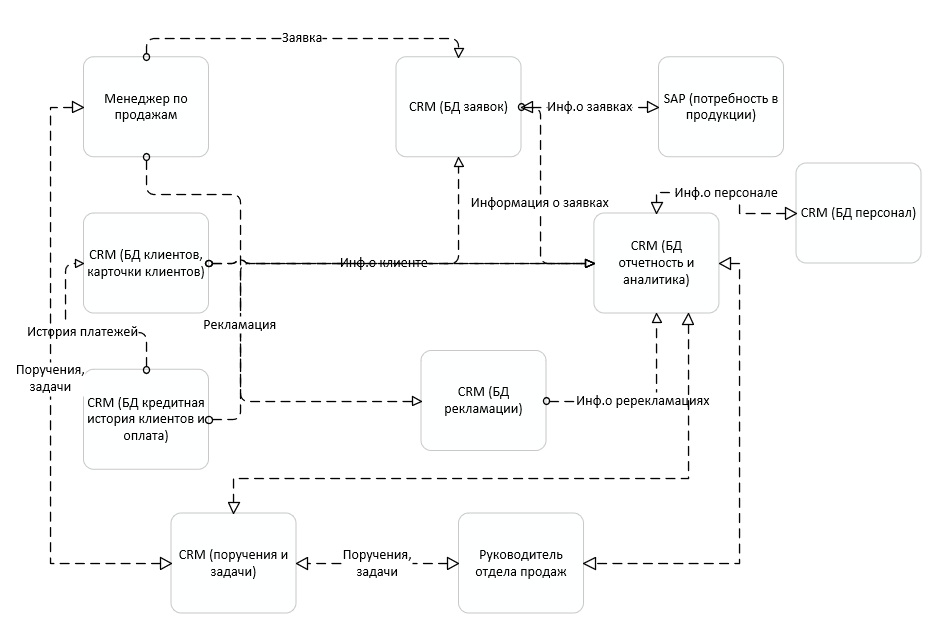 Заявка
Менеджер по
продажам
CRM (БД заявок)
Инф.о заявках
SAP (потребность в
продукции)
Инф.о персонале
CRM (БД персонал)
Информация о заявках
CRM (БД клиентов,
карточки клиентов)
Инф.о клиенте
CRM (БД
отчетность и
аналитика)
Рекламация
История платежей
Поручения,
задачи
CRM (БД кредитная
история клиентов и
оплата)
CRM (БД
рекламации)
Инф.о ререкламациях
CRM (поручения и
задачи)
Поручения,
задачи
Руководитель
отдела продаж